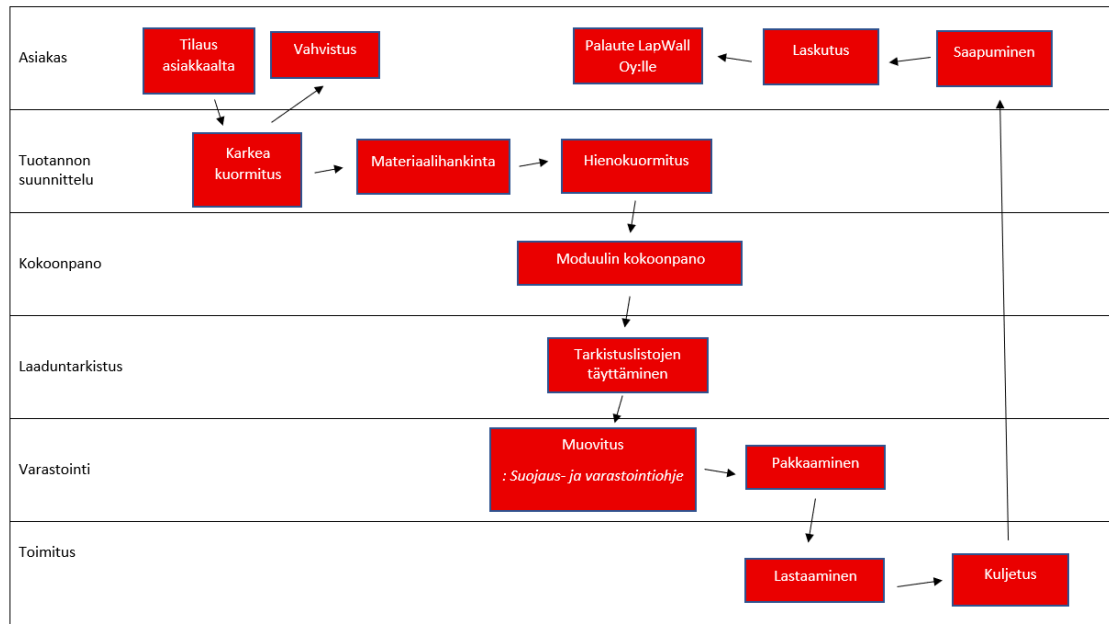 Asiakas
Tilaus
asiakkaalta
Vahvistus
Palaute LapWall
Oy:lle
Laskutus
Saapuminen
Tuotannon
suunnittelu
Karkea
kuormitus
Materiaalihankinta
Hienokuormitus
Kokoonpano
Moduulin kokoonpano
Laaduntarkistus
Tarkistuslistojen
täyttäminen
Varastointi
Muovitus
: Suojaus- ja varastointiohje
Pakkaaminen
Toimitus
Lastaaminen
Kuljetus